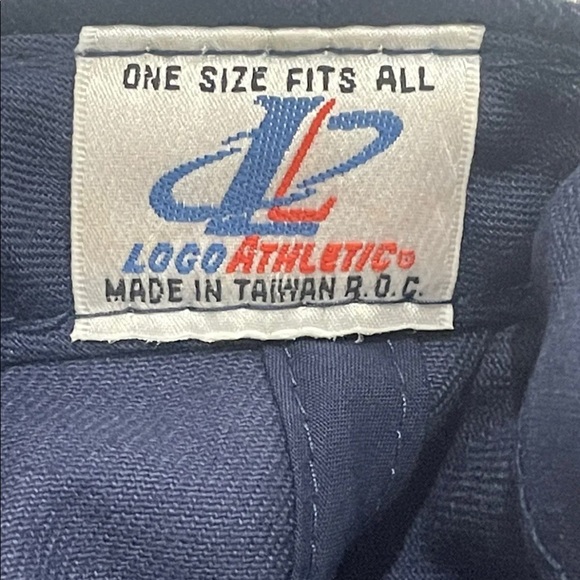 ONE SIZE FITS ALL
LOGO ATHLETIC®
MADE IN TAIWAN R.O.C.